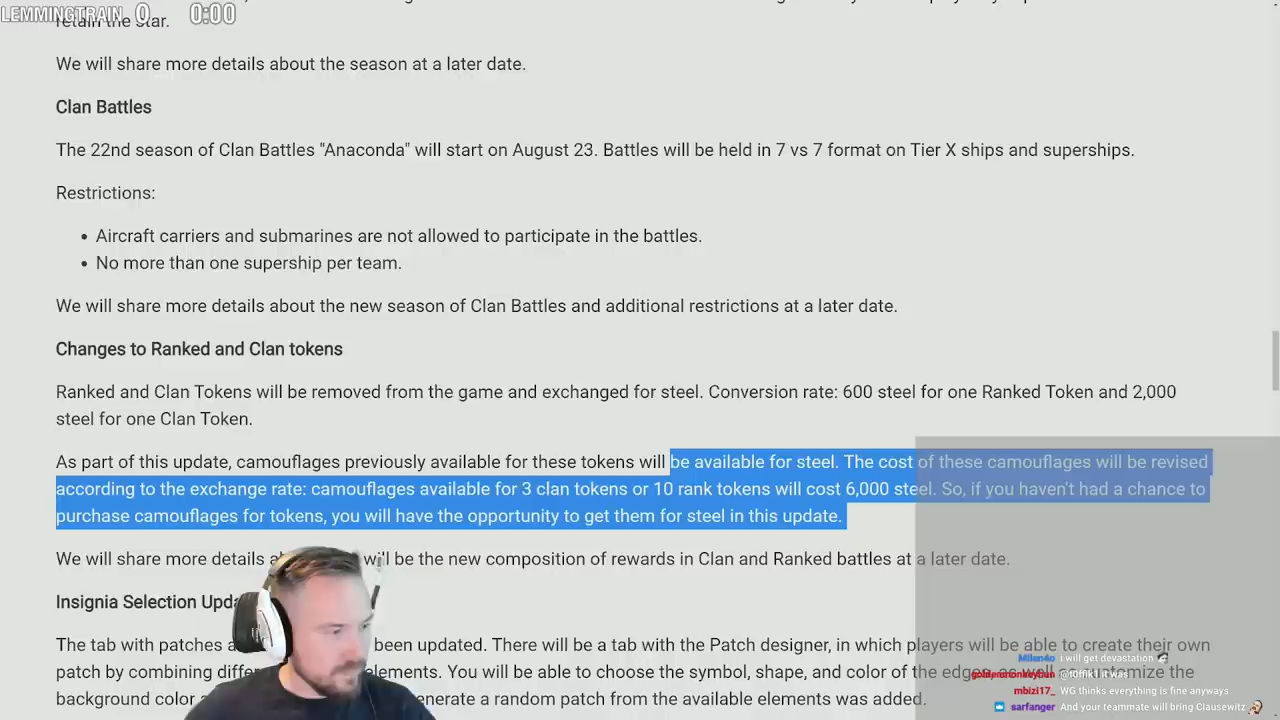 LEMMINGTRAIN 0 0:00
retain the star.
We will share more details about the season at a later date.
Clan Battles
The 22nd season of Clan Battles "Anaconda" will start on August 23. Battles will be held in 7 vs 7 format on Tier X ships and superships.
Restrictions:
• Aircraft carriers and submarines are not allowed to participate in the battles.
• No more than one supership per team.
We will share more details about the new season of Clan Battles and additional restrictions at a later date.
Changes to Ranked and Clan tokens
Ranked and Clan Tokens will be removed from the game and exchanged for steel. Conversion rate: 600 steel for one Ranked Token and 2,000
steel for one Clan Token.
As part of this update, camouflages previously available for these tokens will be available for steel. The cost of these camouflages will be revised
according to the exchange rate: camouflages available for 3 clan tokens or 10 rank tokens will cost 6,000 steel. So, if you haven't had a chance to
purchase camouflages for tokens, you will have the opportunity to get them for steel in this update.
We will share more details will be the new composition of rewards in Clan and Ranked battles at a later date.
Insignia Selection
The tab with patches been updated. There will be a tab with the Patch designer, in which players will be able to create their own
patch by combining elements. You will be able to choose the symbol, shape, and color of the edges, as well the
background color generate a random patch from the available elements was added.
i will get devastation
goldenmonkeybun it was
mbizi17_ WG thinks everything is fine anyways
sarfanger And your teammate will bring Clausewitz